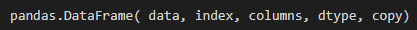 pandas.DataFrame( data, index, columns, dtype, copy)